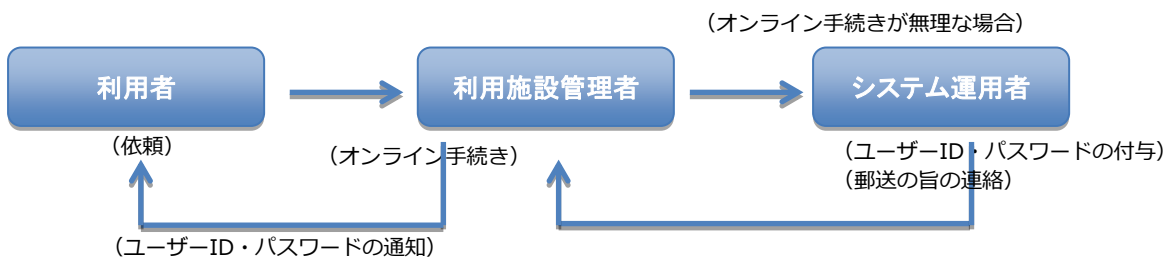 （オンライン手続きが無理な場合）
利用者
利用施設管理者
システム運用者
（依頼）
（オンライン手続き）
（ユーザーID・パスワードの付与）
（郵送の旨の連絡）
（ユーザーID・パスワードの通知）